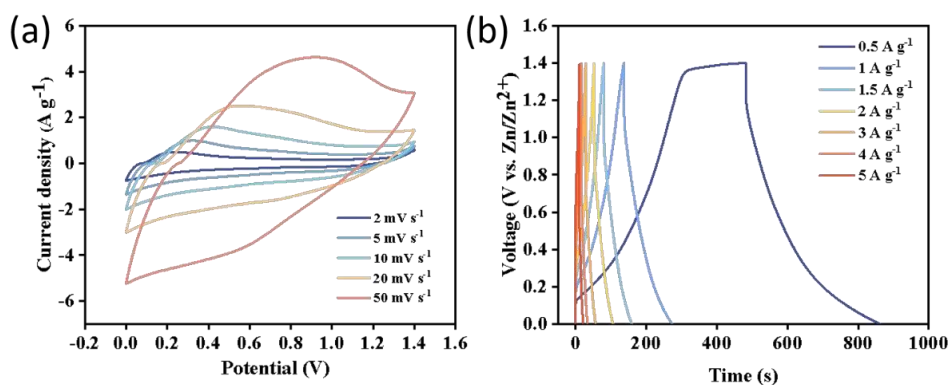 (a)
Current density (A g⁻¹)
6
4
2
0
-2
-4
-6
-0.2 0.0 0.2 0.4 0.6 0.8 1.0 1.2 1.4 1.6
Potential (V)
2 mV s⁻¹
5 mV s⁻¹
10 mV s⁻¹
20 mV s⁻¹
50 mV s⁻¹
(b)
Voltage (V vs. Zn/Zn²⁺)
1.6
1.4
1.2
1.0
0.8
0.6
0.4
0.2
0.0
0 200 400 600 800 1000
Time (s)
0.5 A g⁻¹
1 A g⁻¹
1.5 A g⁻¹
2 A g⁻¹
3 A g⁻¹
4 A g⁻¹
5 A g⁻¹